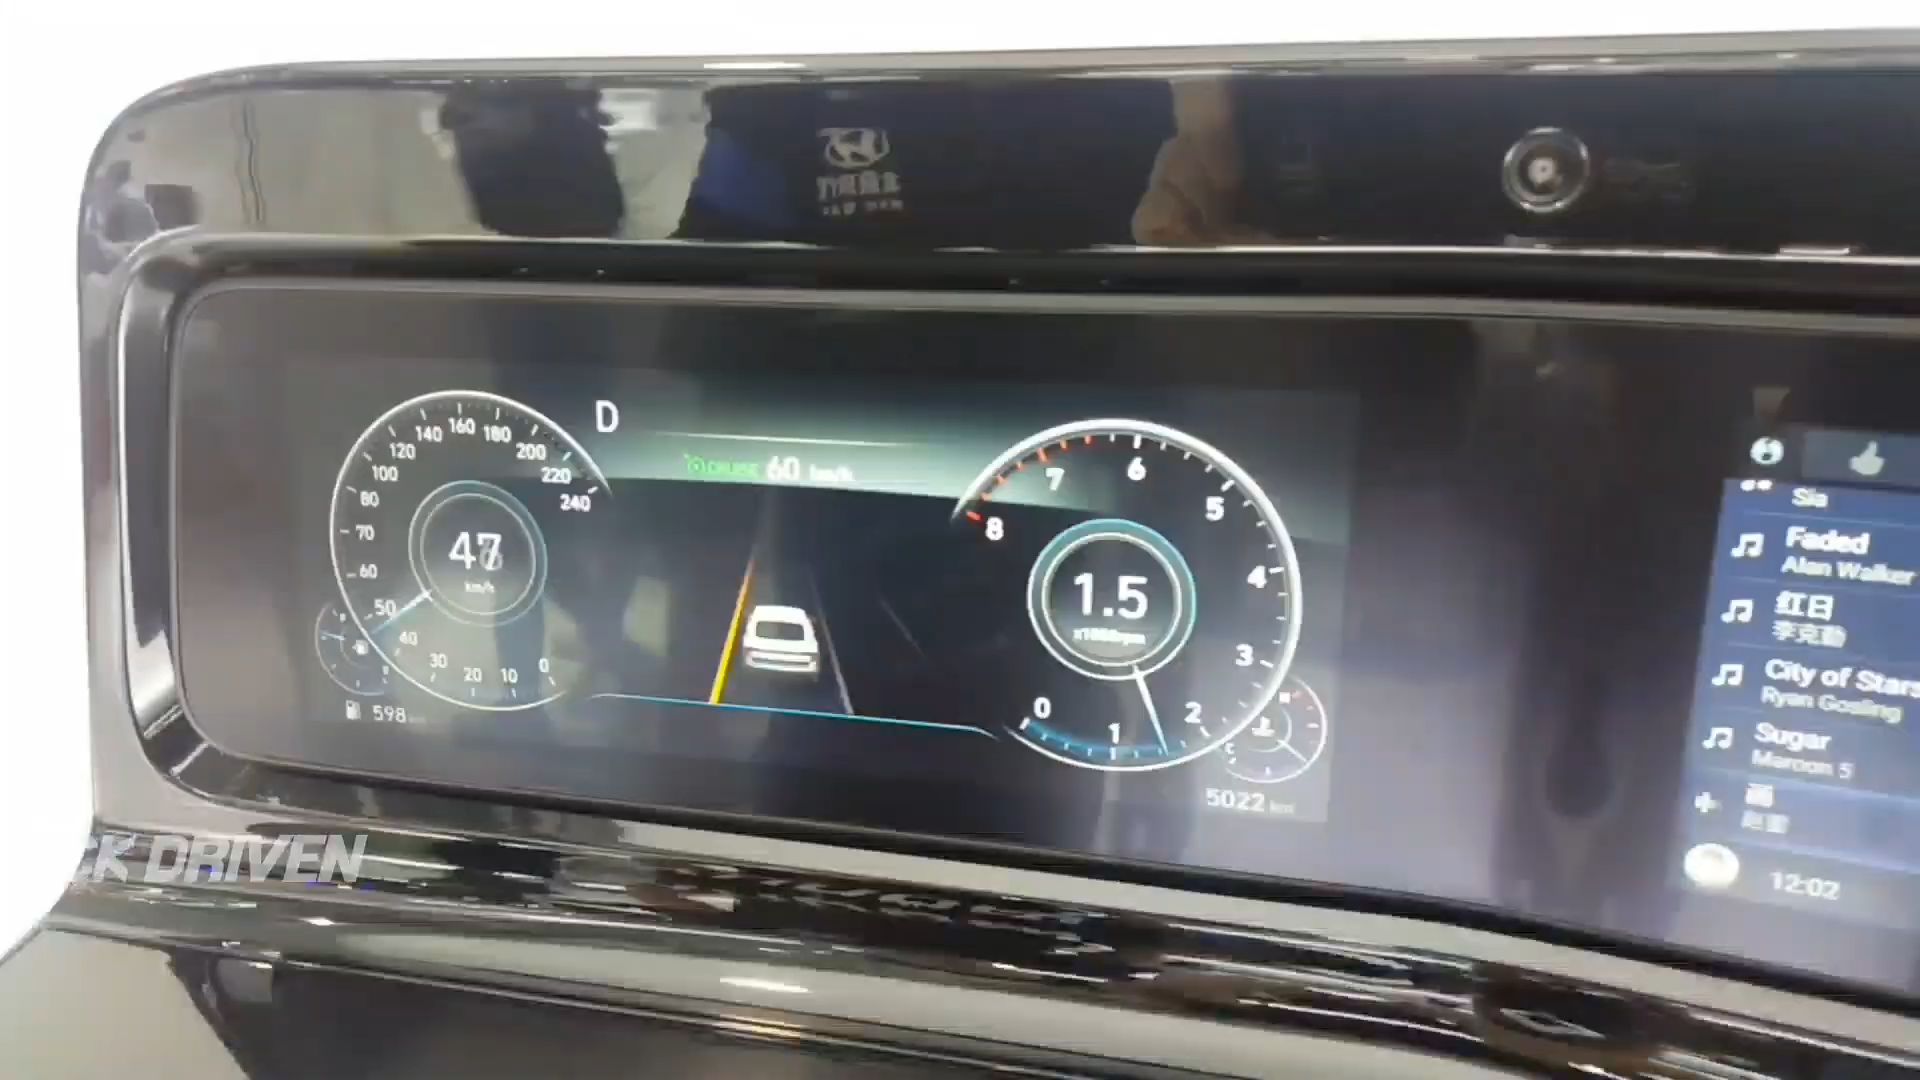 D
CRUISE 60 km/h
160
140
180
120
200
100
220
80
240
70
60
50
40
30
20
10
0
47
km/h
598
7
6
5
8
4
3
2
1
0
1.5
x1000rpm
5022 km
Sia
Faded
Alan Walker
红日
李克勤
City of Stars
Ryan Gosling
Sugar
Maroon 5
12:02
CK DRIVEN